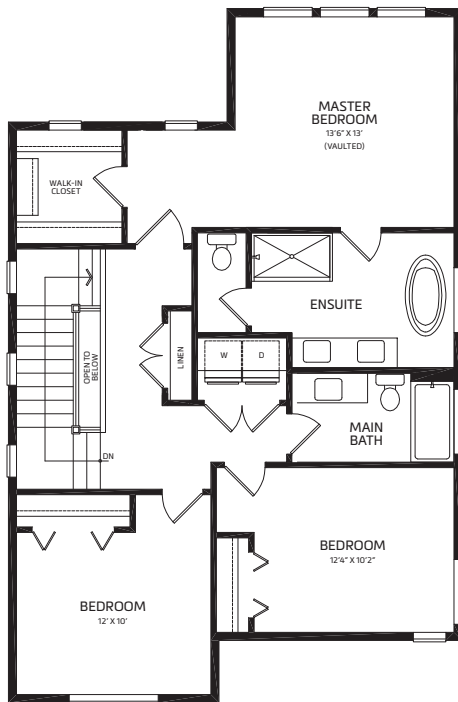 MASTER
BEDROOM
13'6" X 13'
(VAULTED)
WALK-IN
CLOSET
ENSUITE
OPEN TO
BELOW
LINEN
W
D
MAIN
BATH
DN
BEDROOM
12'4" X 10'2"
BEDROOM
12' X 10'